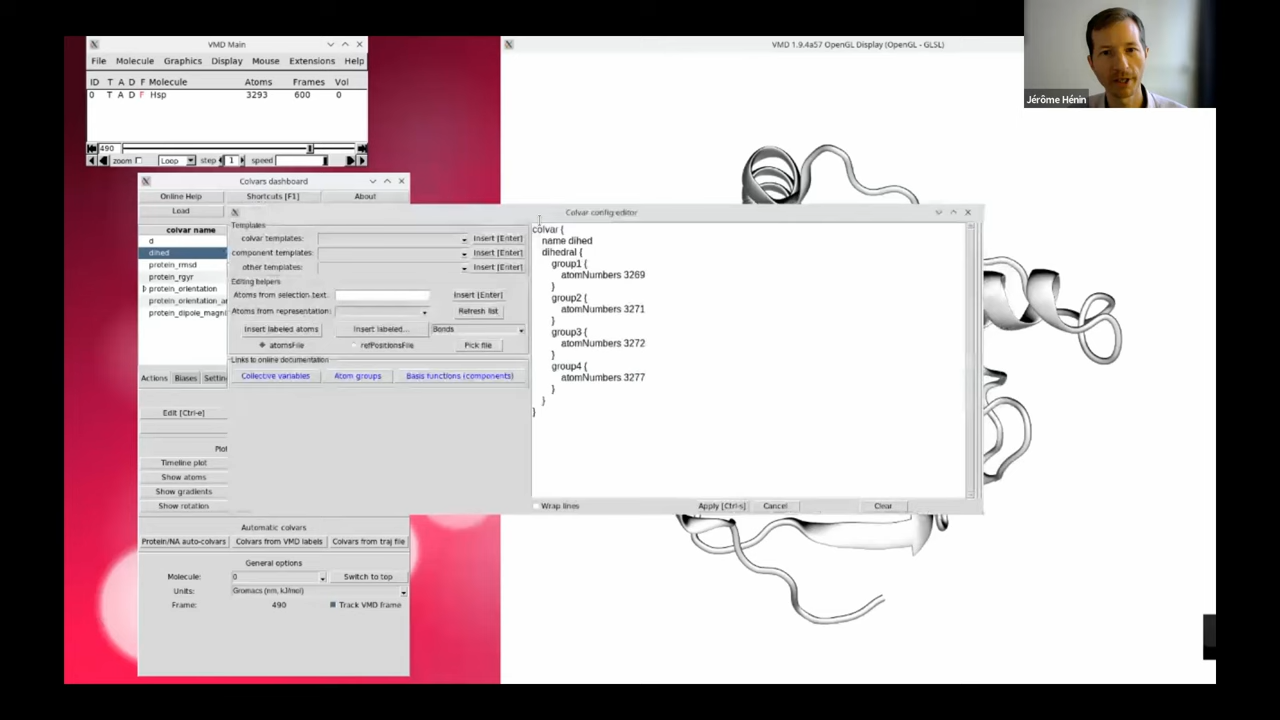 VMD Main
File Molecule Graphics Display Mouse Extensions Help
ID T A D F Molecule Atoms Frames Vol
0 T A D F Hsp 3293 600 0
490
zoom Loop step 1 speed
VMD 1.9.4a57 OpenGL Display (OpenGL - GLSL)
Jérôme Hénin
Colvars dashboard
Online Help Shortcuts [F1] About
Load
colvar name
d
dihed
protein_rmsd
protein_rgyr
protein_orientation
protein_orientation_an
protein_dipole_magni
Actions Biases Settin
Edit [Ctrl-e]
Plot
Timeline plot
Show atoms
Show gradients
Show rotation
Automatic colvars
Protein/NA auto-colvars Colvars from VMD labels Colvars from traj file
General options
Molecule: 0 Switch to top
Units: Gromacs (nm, kJ/mol)
Frame: 490 Track VMD frame
Colvar config editor
Templates
colvar templates: Insert [Enter]
component templates: Insert [Enter]
other templates: Insert [Enter]
Editing helpers
Atoms from selection text: Insert [Enter]
Atoms from representation: Refresh list
Insert labeled atoms Insert labeled... Bonds
atomsFile refPositionsFile Pick file
Links to online documentation
Collective variables Atom groups Basis functions (components)
colvar {
name dihed
dihedral {
group1 {
atomNumbers 3269
}
group2 {
atomNumbers 3271
}
group3 {
atomNumbers 3272
}
group4 {
atomNumbers 3277
}
}
}
Wrap lines Apply [Ctrl-s] Cancel Clear